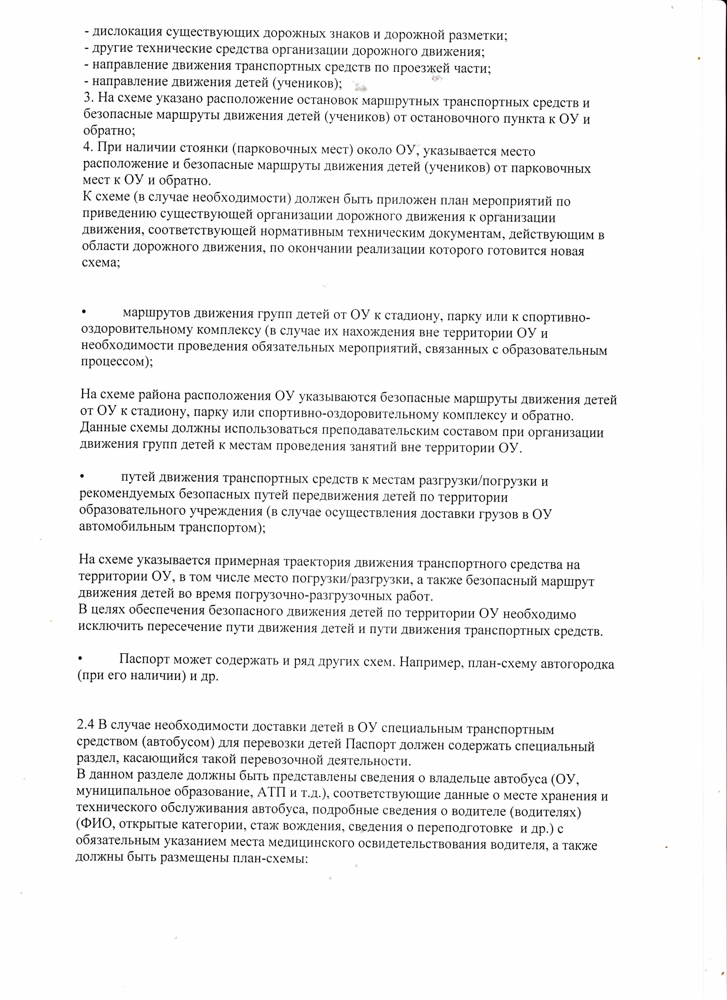 - дислокация существующих дорожных знаков и дорожной разметки;
- другие технические средства организации дорожного движения;
- направление движения транспортных средств по проезжей части;
- направление движения детей (учеников);
3. На схеме указано расположение остановок маршрутных транспортных средств и
безопасные маршруты движения детей (учеников) от остановочного пункта к ОУ и
обратно;
4. При наличии стоянки (парковочных мест) около ОУ, указывается место
расположение и безопасные маршруты движения детей (учеников) от парковочных
мест к ОУ и обратно.
К схеме (в случае необходимости) должен быть приложен план мероприятий по
приведению существующей организации дорожного движения к организации
движения, соответствующей нормативным техническим документам, действующим в
области дорожного движения, по окончании реализации которого готовится новая
схема;
• маршрутов движения групп детей от ОУ к стадиону, парку или к спортивно-
оздоровительному комплексу (в случае их нахождения вне территории ОУ и
необходимости проведения обязательных мероприятий, связанных с образовательным
процессом);
На схеме района расположения ОУ указываются безопасные маршруты движения детей
от ОУ к стадиону, парку или спортивно-оздоровительному комплексу и обратно.
Данные схемы должны использоваться преподавательским составом при организации
движения групп детей к местам проведения занятий вне территории ОУ.
• путей движения транспортных средств к местам разгрузки/погрузки и
рекомендуемых безопасных путей передвижения детей по территории
образовательного учреждения (в случае осуществления доставки грузов в ОУ
автомобильным транспортом);
На схеме указывается примерная траектория движения транспортного средства на
территории ОУ, в том числе место погрузки/разгрузки, а также безопасный маршрут
движения детей во время погрузочно-разгрузочных работ.
В целях обеспечения безопасного движения детей по территории ОУ необходимо
исключить пересечение пути движения детей и пути движения транспортных средств.
• Паспорт может содержать и ряд других схем. Например, план-схему автогородка
(при его наличии) и др.
2.4 В случае необходимости доставки детей в ОУ специальным транспортным
средством (автобусом) для перевозки детей Паспорт должен содержать специальный
раздел, касающийся такой перевозочной деятельности.
В данном разделе должны быть представлены сведения о владельце автобуса (ОУ,
муниципальное образование, АТП и т.д.), соответствующие данные о месте хранения и
технического обслуживания автобуса, подробные сведения о водителе (водителях)
(ФИО, открытые категории, стаж вождения, сведения о переподготовке  и др.) с
обязательным указанием места медицинского освидетельствования водителя, а также
должны быть размещены план-схемы: